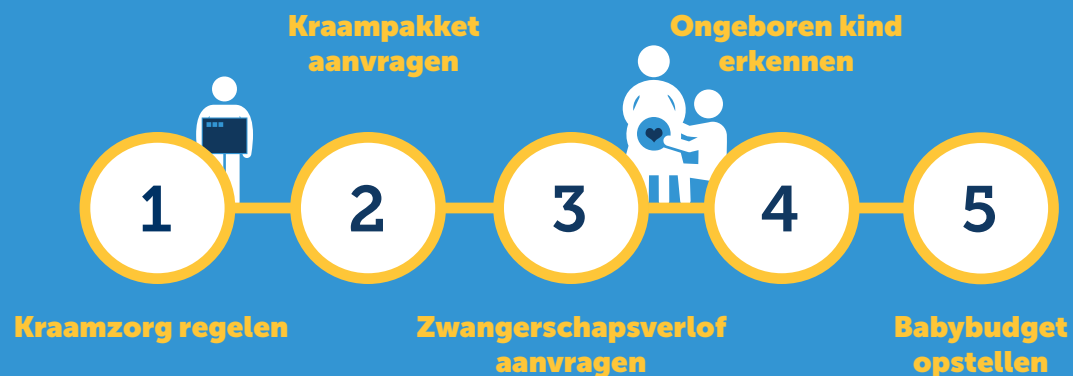 Kraampakket
aanvragen
Ongeboren kind
erkennen
1
2
3
4
5
Kraamzorg regelen
Zwangerschapsverlof
aanvragen
Babybudget
opstellen